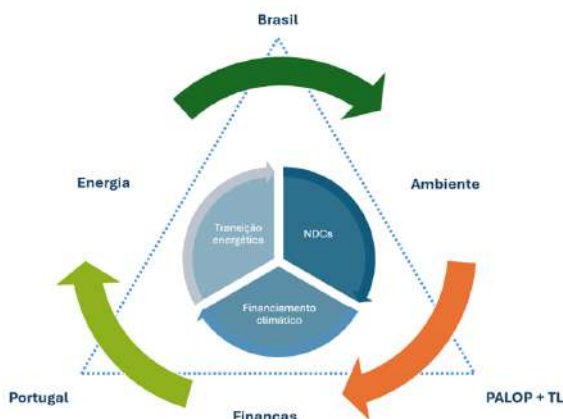 Brasil
Energia
Ambiente
Transição
energética
NDCs
Financiamento
climático
Portugal
Finanças
PALOP + TL